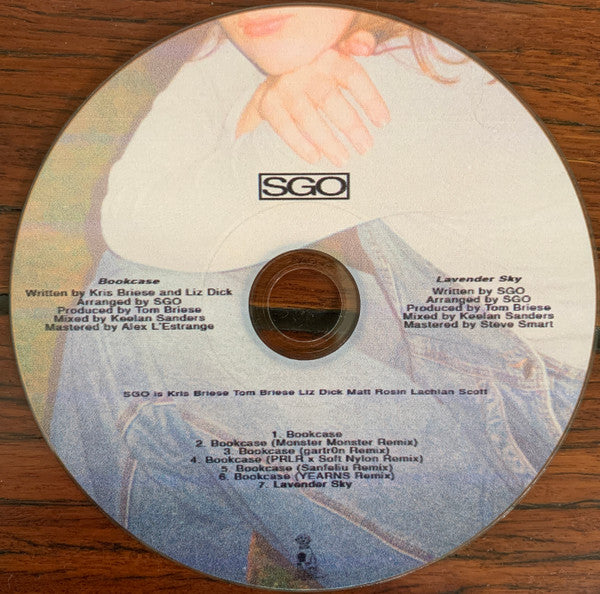 SGO
Bookcase
Written by Kris Briese and Liz Dick
Arranged by SGO
Produced by Tom Briese
Mixed by Keelan Sanders
Mastered by Alex L'Estrange
Lavender Sky
Written by SGO
Arranged by SGO
Produced by Tom Briese
Mixed by Keelan Sanders
Mastered by Steve Smart
SGO is Kris Briese Tom Briese Liz Dick Matt Rosin Lachlan Scott
1. Bookcase
2. Bookcase (Monster Monster Remix)
3. Bookcase (gartr0n Remix)
4. Bookcase (PRLR x Soft Nylon Remix)
5. Bookcase (Sanfeliu Remix)
6. Bookcase (YEARNS Remix)
7. Lavender Sky